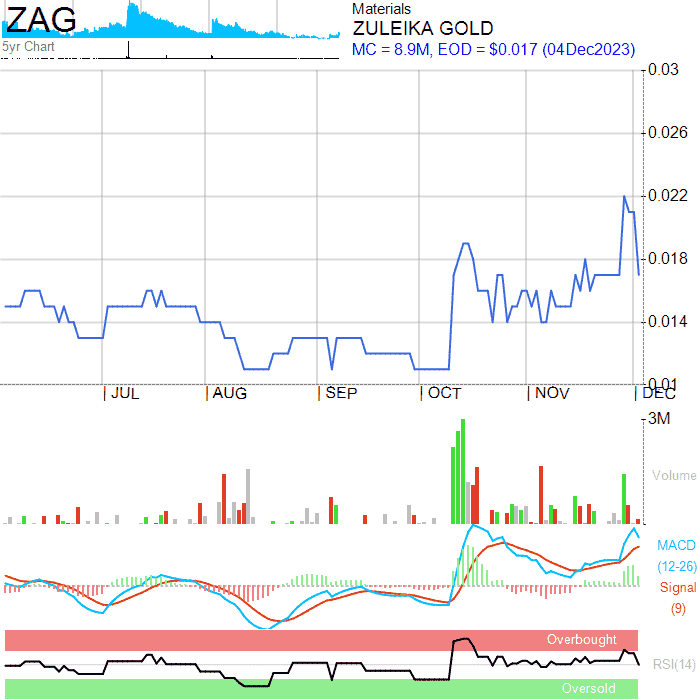 ZAG
5yr Chart
Materials
ZULEIKA GOLD
MC = 8.9M, EOD = $0.017 (04Dec2023)
0.03
0.026
0.022
0.018
0.014
0.01
JUL AUG SEP OCT NOV DEC
3M
Volume
MACD
(12-26)
Signal
(9)
Overbought
RSI(14)
Oversold